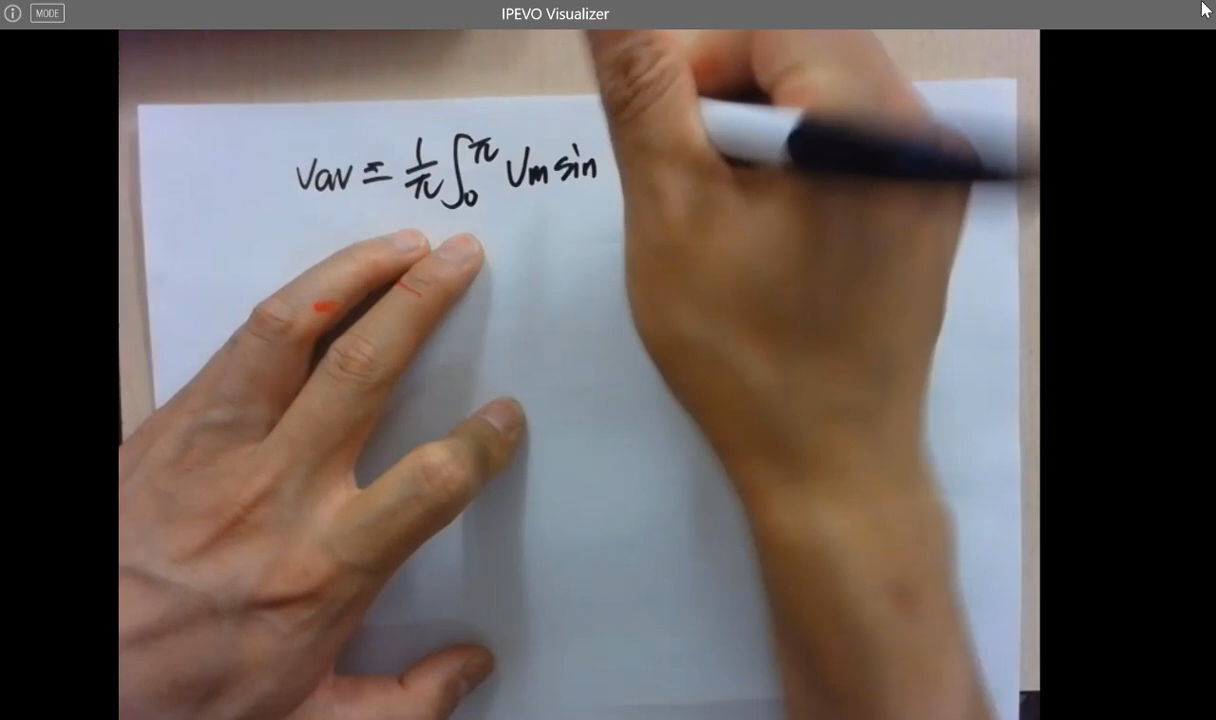 MODE
IPEVO Visualizer
Vav = 1/π ∫₀^π Vm sin